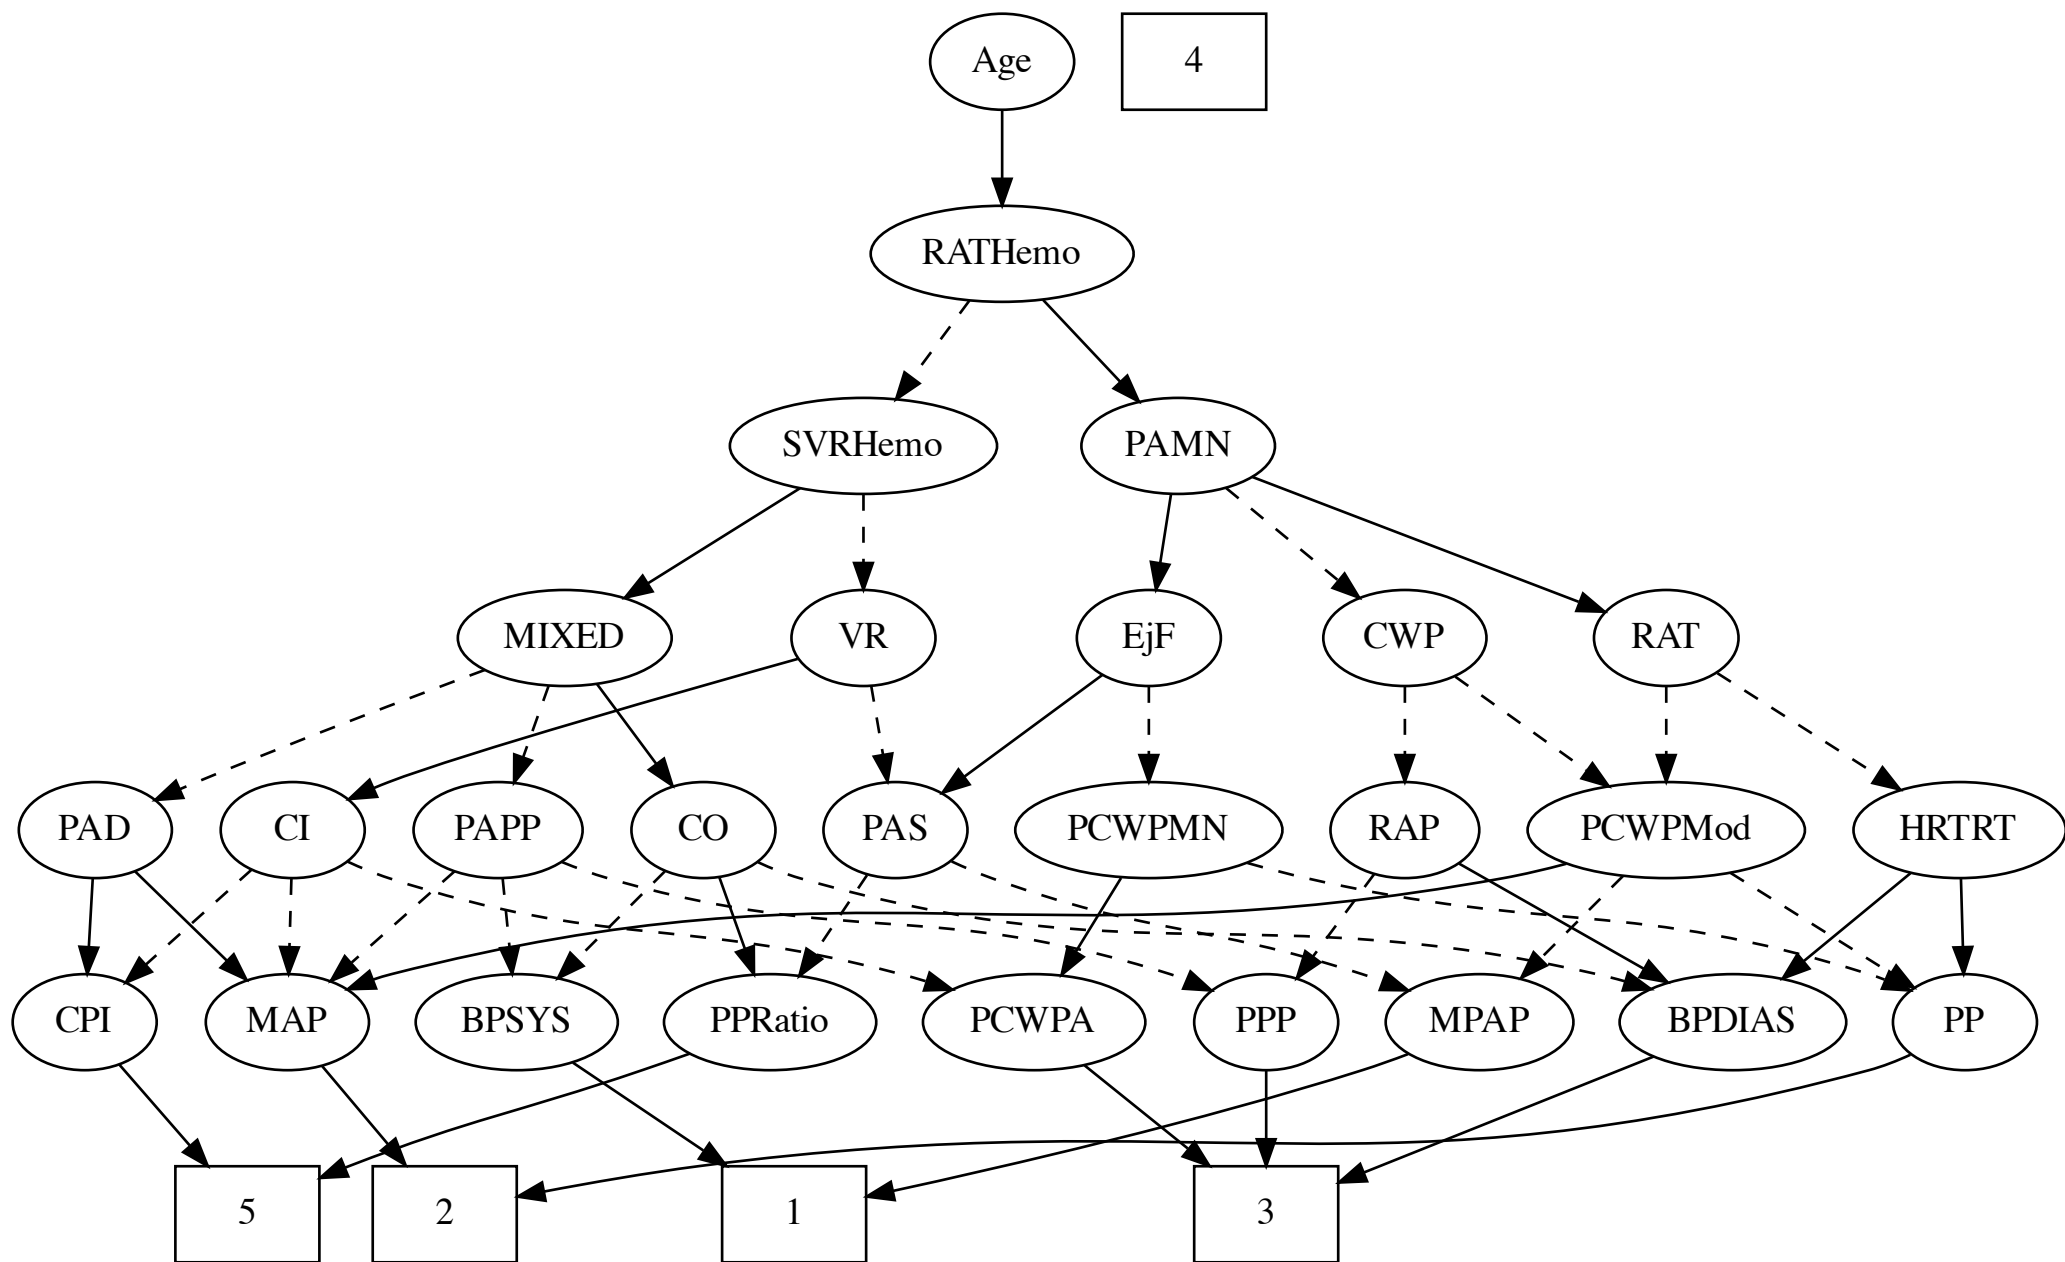 Age
4
RATHemo
SVRHemo
PAMN
MIXED
VR
EjF
CWP
RAT
PAD
CI
PAPP
CO
PAS
PCWPMN
RAP
PCWPMod
HRTRT
CPI
MAP
BPSYS
PPRatio
PCWPA
PPP
MPAP
BPDIAS
PP
5
2
1
3